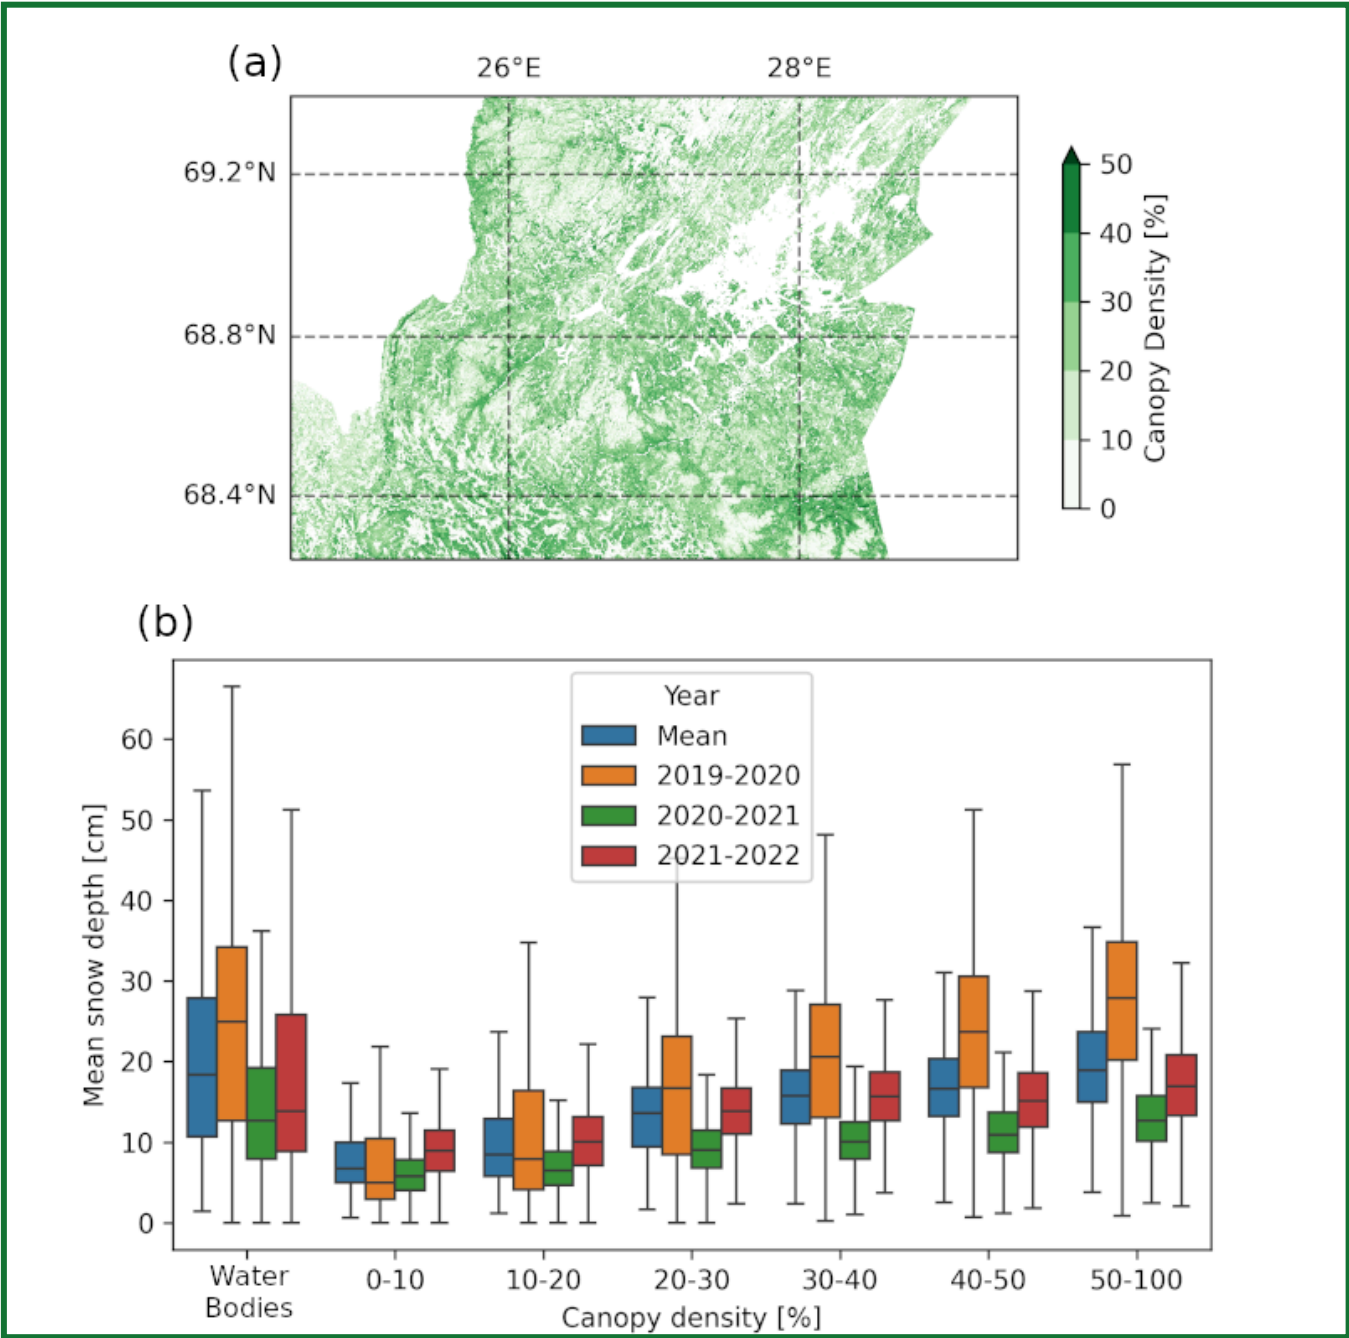 (a)
26°E 28°E
69.2°N
68.8°N
68.4°N
50
40
30
20
10
0
Canopy Density [%]
(b)
Mean snow depth [cm]
60
50
40
30
20
10
0
Year
Mean
2019-2020
2020-2021
2021-2022
Water
Bodies
0-10 10-20 20-30 30-40 40-50 50-100
Canopy density [%]